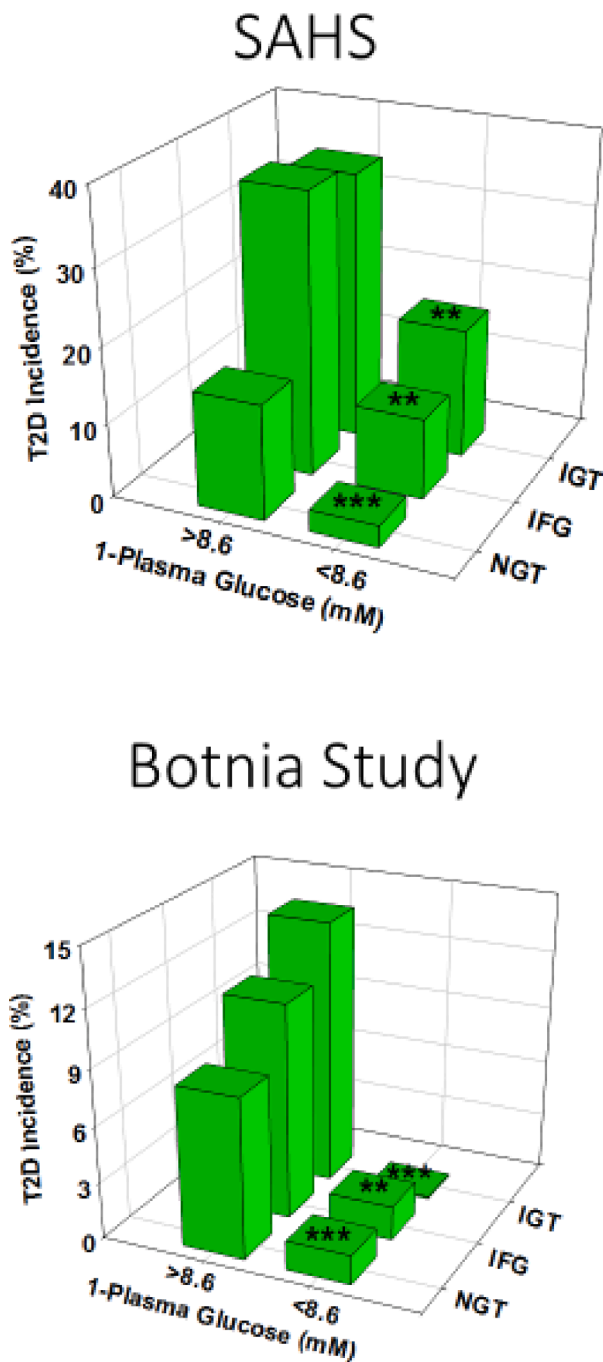 SAHS
40
30
20
10
0
T2D Incidence (%)
**
**
***
>8.6
<8.6
1-Plasma Glucose (mM)
IGT
IFG
NGT
Botnia Study
15
12
9
6
3
0
T2D Incidence (%)
***
**
***
>8.6
<8.6
1-Plasma Glucose (mM)
IGT
IFG
NGT